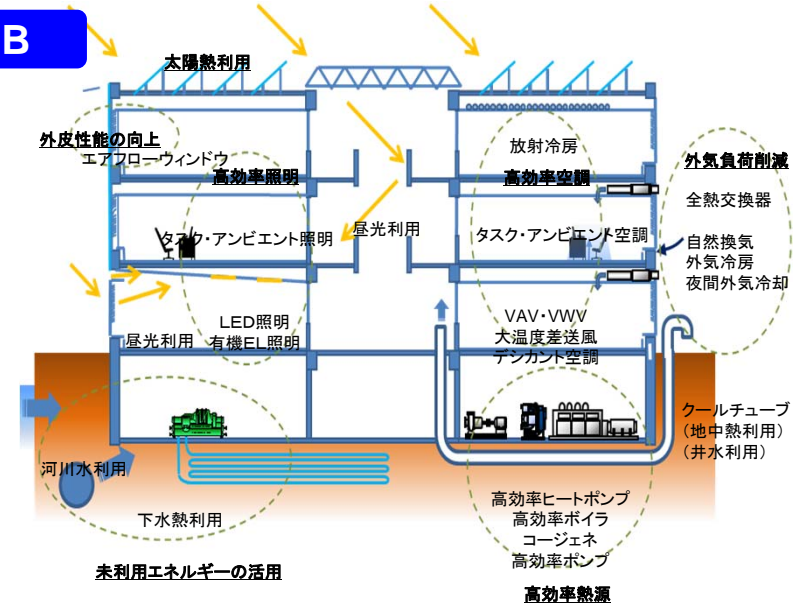 B
太陽熱利用
外皮性能の向上
エアフローウィンドウ
高効率照明
タスク・アンビエント照明
昼光利用
LED照明
有機EL照明
昼光利用
放射冷房
高効率空調
タスク・アンビエント空調
VAV・VWV
大温度差送風
デシカント空調
外気負荷削減
全熱交換器
自然換気
外気冷房
夜間外気冷却
クールチューブ
(地中熱利用)
(井水利用)
河川水利用
下水熱利用
未利用エネルギーの活用
高効率ヒートポンプ
高効率ボイラ
コージェネ
高効率ポンプ
高効率熱源